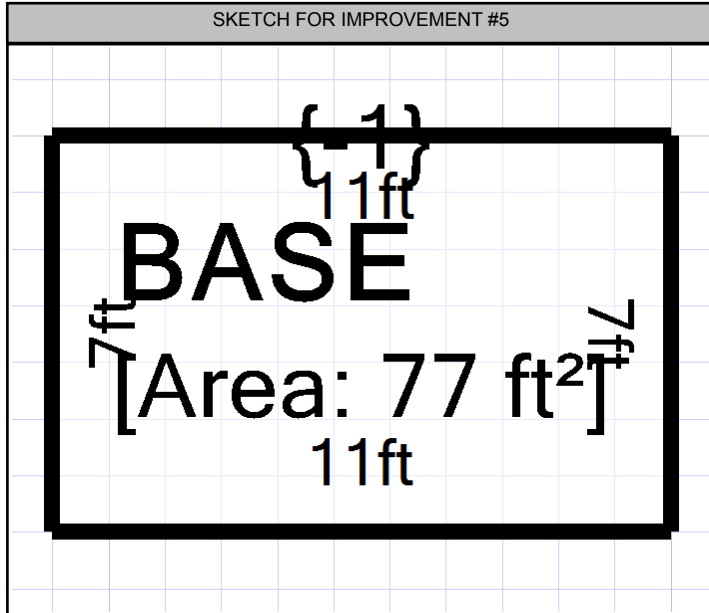 SKETCH FOR IMPROVEMENT #5
{-1}
11ft
BASE
7ft
7ft
[Area: 77 ft²]
11ft